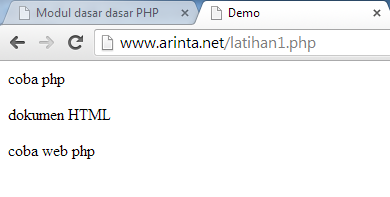 Modul dasar dasar PHP
Demo
www.arinta.net/latihan1.php
coba php
dokumen HTML
coba web php